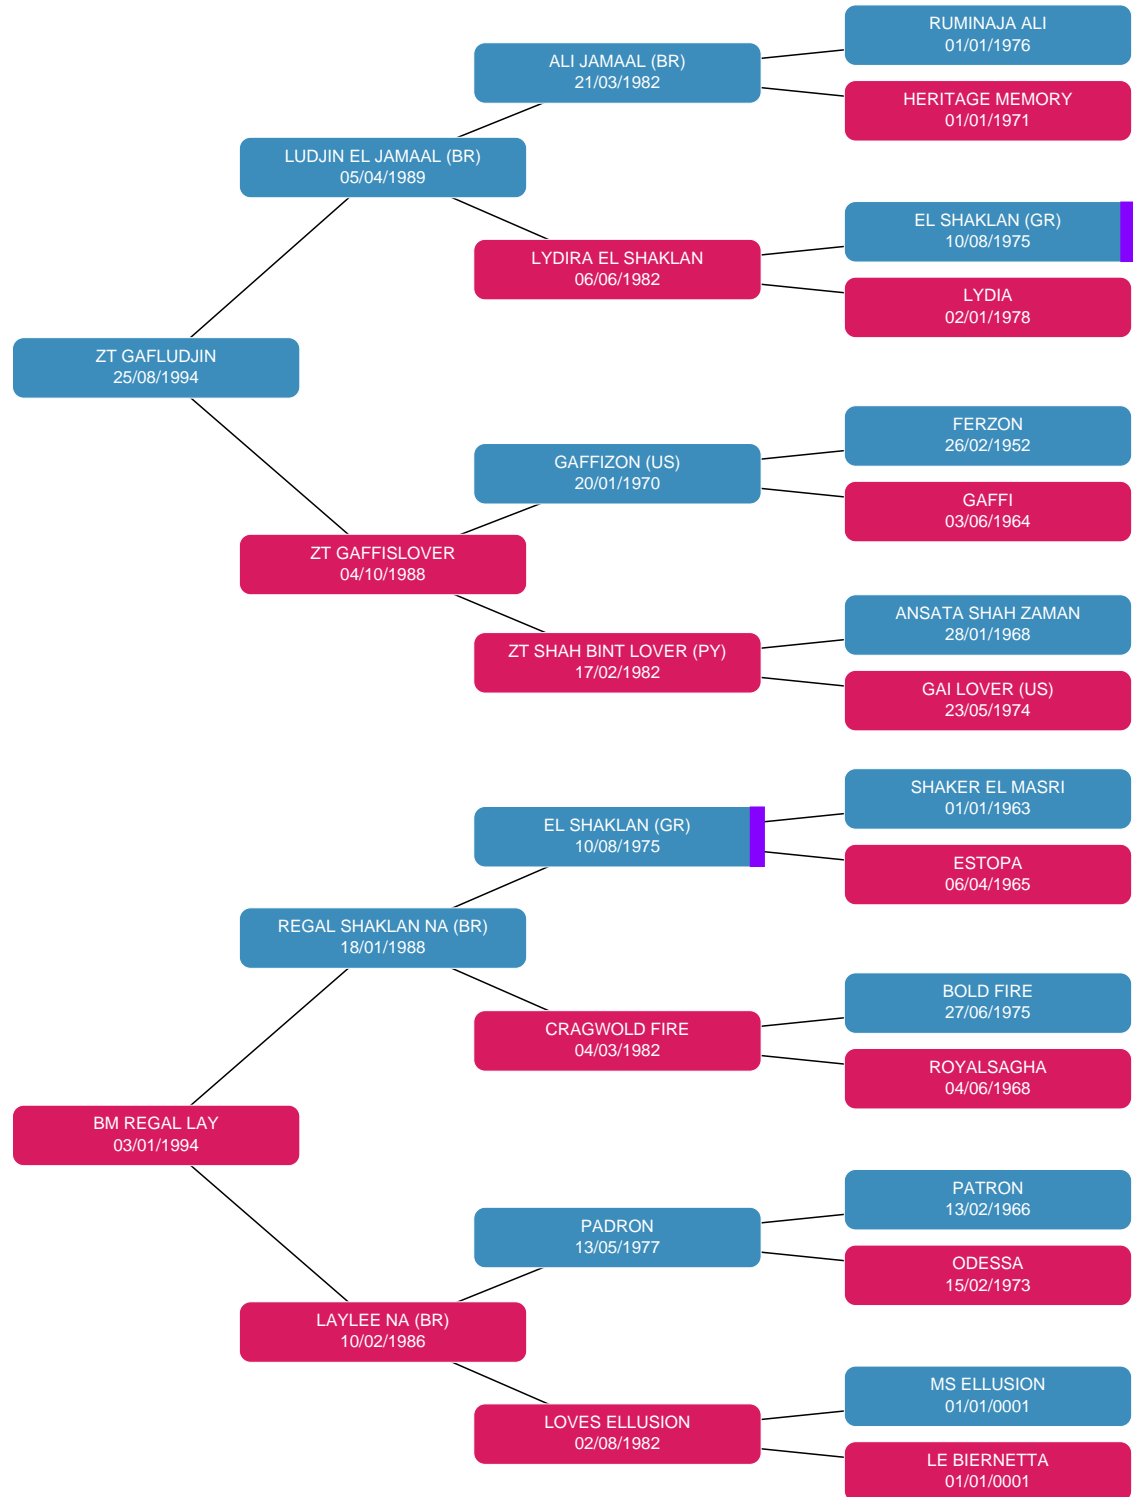 RUMINAJA ALI
01/01/1976
ALI JAMAAL (BR)
21/03/1982
HERITAGE MEMORY
01/01/1971
LUDJIN EL JAMAAL (BR)
05/04/1989
EL SHAKLAN (GR)
10/08/1975
LYDIRA EL SHAKLAN
06/06/1982
LYDIA
02/01/1978
ZT GAFLUDJIN
25/08/1994
FERZON
26/02/1952
GAFFIZON (US)
20/01/1970
GAFFI
03/06/1964
ZT GAFFISLOVER
04/10/1988
ANSATA SHAH ZAMAN
28/01/1968
ZT SHAH BINT LOVER (PY)
17/02/1982
GAI LOVER (US)
23/05/1974
SHAKER EL MASRI
01/01/1963
EL SHAKLAN (GR)
10/08/1975
ESTOPA
06/04/1965
REGAL SHAKLAN NA (BR)
18/01/1988
BOLD FIRE
27/06/1975
CRAGWOLD FIRE
04/03/1982
ROYALSAGHA
04/06/1968
BM REGAL LAY
03/01/1994
PATRON
13/02/1966
PADRON
13/05/1977
ODESSA
15/02/1973
LAYLEE NA (BR)
10/02/1986
MS ELLUSION
01/01/0001
LOVES ELLUSION
02/08/1982
LE BIERNETTA
01/01/0001